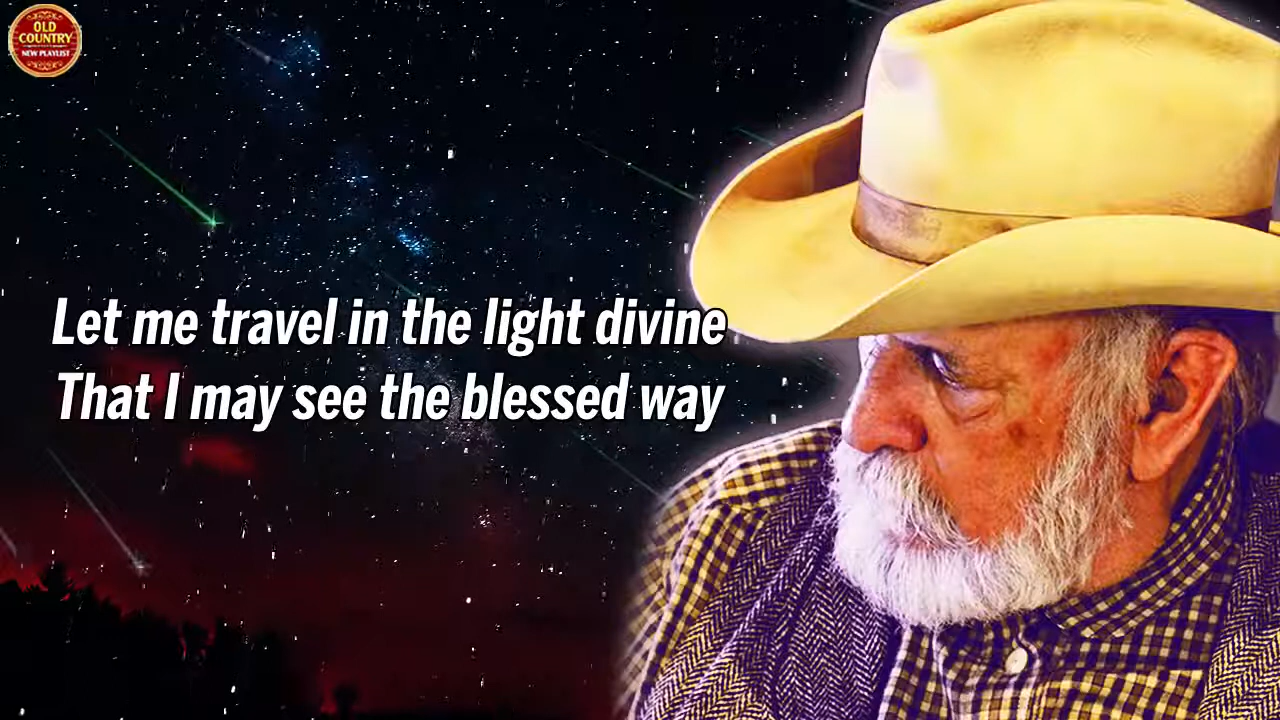 OLD
COUNTRY
NEW PLAYLIST
Let me travel in the light divine
That I may see the blessed way